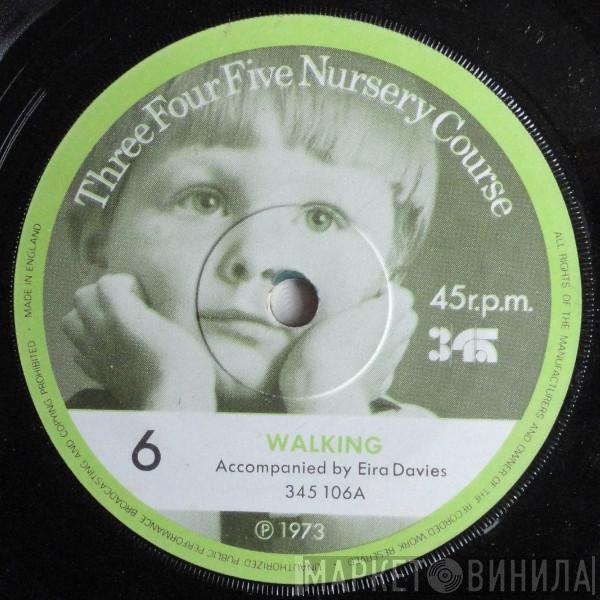 Three Four Five Nursery Course
45 r.p.m.
345
6
WALKING
Accompanied by Eira Davies
345 106A
℗ 1973
ALL RIGHTS OF THE MANUFACTURERS AND OWNER OF THE RECORDED WORK RESERVED
UNAUTHORIZED PUBLIC PERFORMANCE BROADCASTING AND COPYING PROHIBITED · MADE IN ENGLAND
МАРКЕТ ВИНИЛА